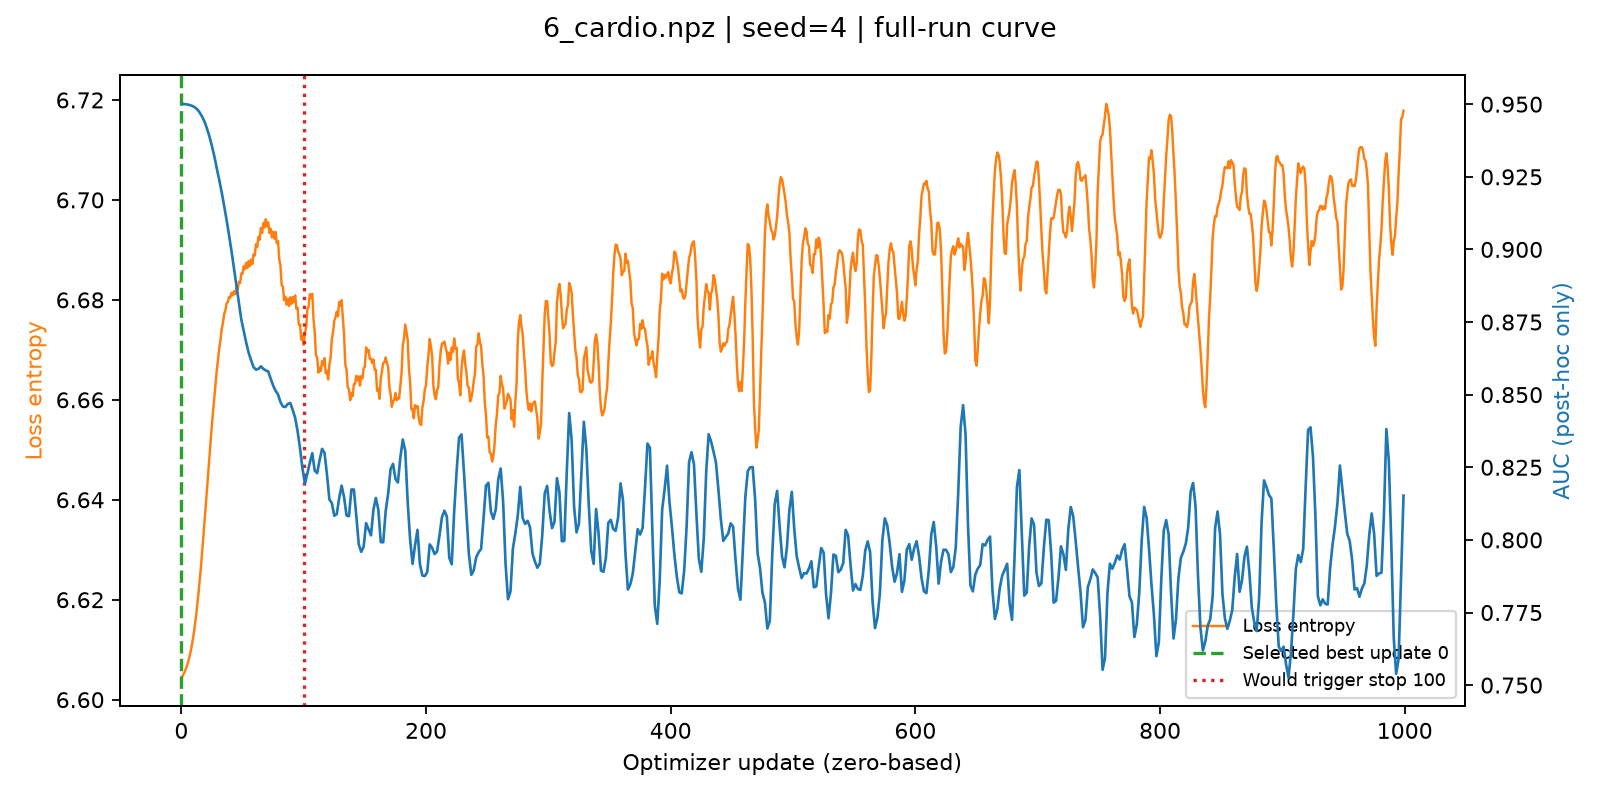 6_cardio.npz | seed=4 | full-run curve
6.72
6.70
6.68
6.66
6.64
6.62
6.60
Loss entropy
0.950
0.925
0.900
0.875
0.850
0.825
0.800
0.775
0.750
AUC (post-hoc only)
Loss entropy
Selected best update 0
Would trigger stop 100
0 200 400 600 800 1000
Optimizer update (zero-based)